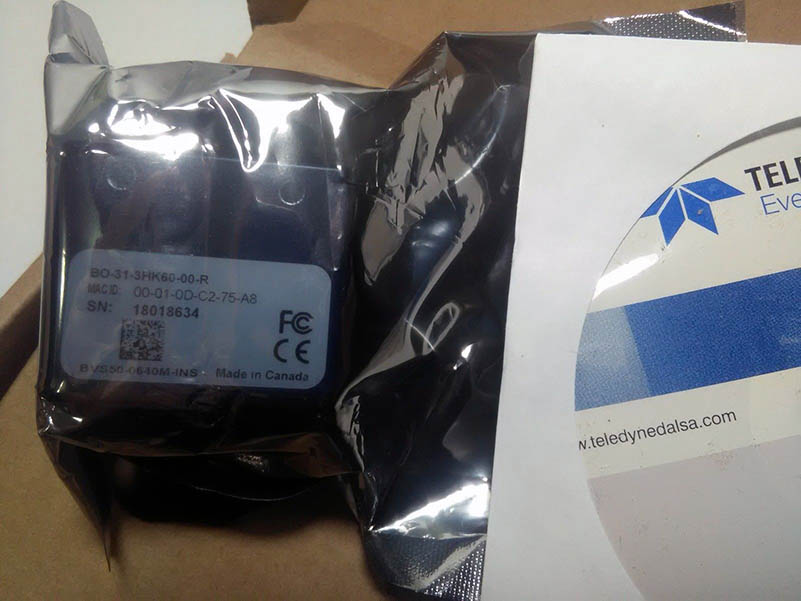 BO-31-3HK60-00-R
MAC ID: 00-01-0D-C2-75-A8
SN: 18018634
FC
CE
BVS50-0640M-INS Made in Canada
TELE
Eve
w.teledynedalsa.com